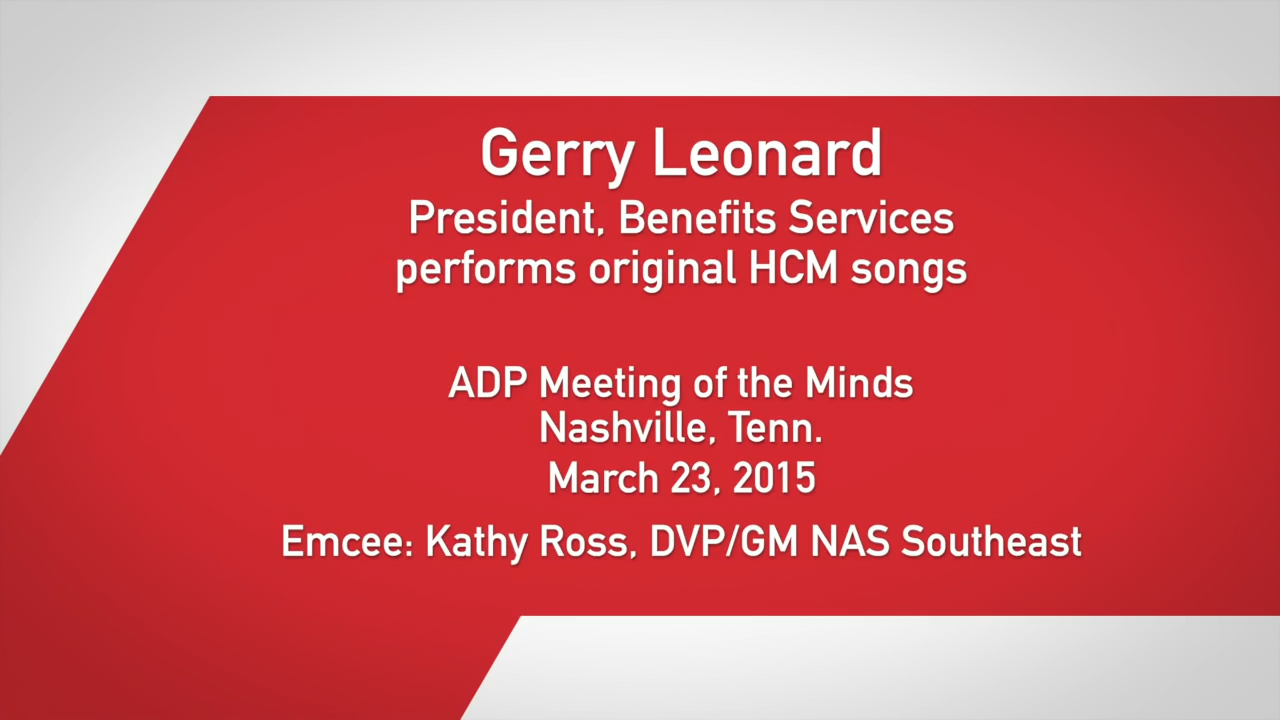 Gerry Leonard
President, Benefits Services
performs original HCM songs
ADP Meeting of the Minds
Nashville, Tenn.
March 23, 2015
Emcee: Kathy Ross, DVP/GM NAS Southeast